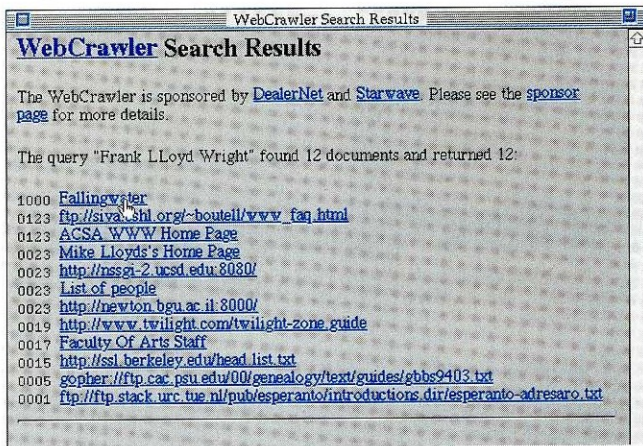 WebCrawler Search Results
WebCrawler Search Results
The WebCrawler is sponsored by DealerNet and Starwave. Please see the sponsor
page for more details.
The query "Frank LLoyd Wright" found 12 documents and returned 12:
1000 Fallingwater
0123 /~boutell/www_faq.html
0123 ACSA WWW Home Page
0023 Mike Lloyds's Home Page
0023 http://nssgi-2.ucsd.edu:8080/
0023 List of people
0023 http://newton.bgu.ac.il:8000/
0019 http://www.twilight.com/twilight-zone.guide
0017 Faculty Of Arts Staff
0015 http://ssl.berkeley.edu/head.list.txt
0005 gopher://ftp.cac.psu.edu/00/genealogy/text/guides/gbbs9403.txt
0001 ftp://ftp.stack.urc.tue.nl/pub/esperanto/introductions.dir/esperanto-adresaro.txt